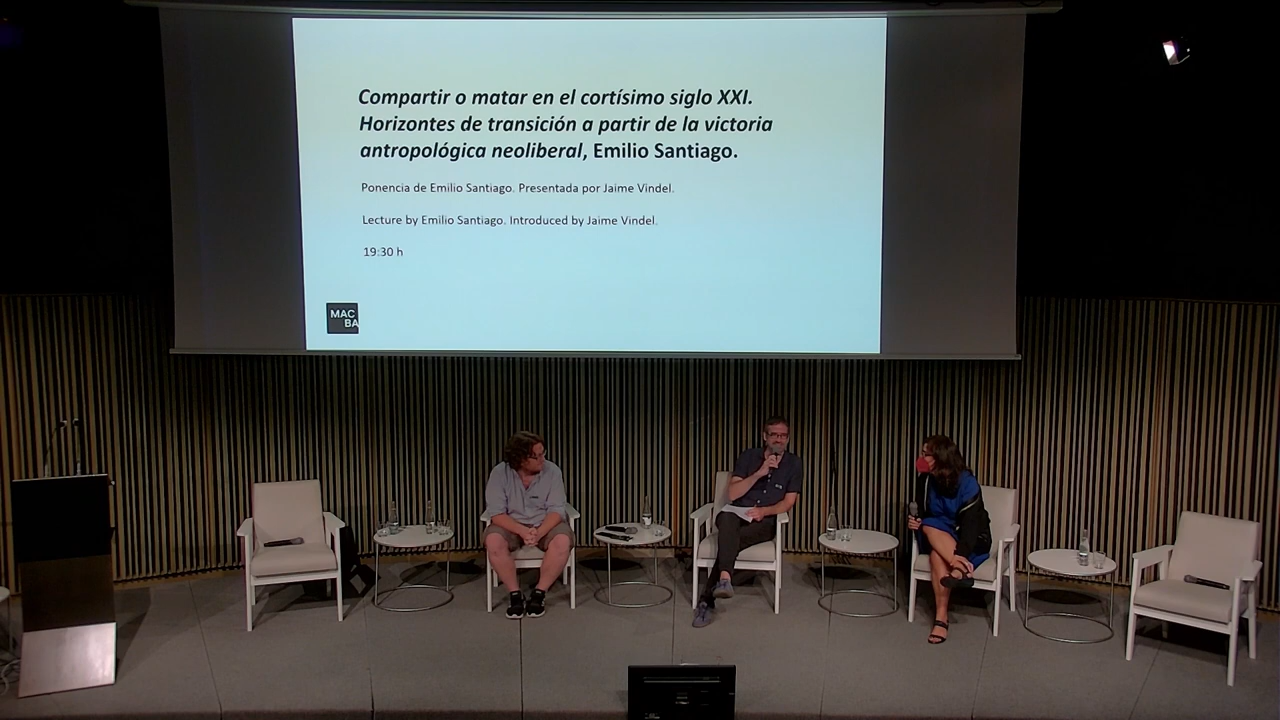 Compartir o matar en el cortísimo siglo XXI.
Horizontes de transición a partir de la victoria
antropológica neoliberal, Emilio Santiago.
Ponencia de Emilio Santiago. Presentada por Jaime Vindel.
Lecture by Emilio Santiago. Introduced by Jaime Vindel.
19:30 h
MAC
BA